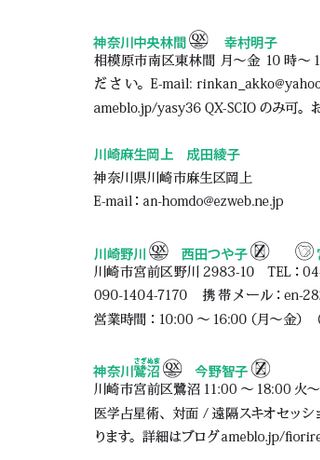 神奈川中央林間 QX 幸村明子
相模原市南区東林間 月～金 10 時～ 1
ださい。E-mail: rinkan_akko@yahoo
ameblo.jp/yasy36 QX-SCIO のみ可。お
川崎麻生岡上 成田綾子
神奈川県川崎市麻生区岡上
E-mail：an-homdo@ezweb.ne.jp
川崎野川 QX 西田つや子 Z
川崎市宮前区野川 2983-10 TEL：04
090-1404-7170 携帯メール：en-28
営業時間：10:00 ～ 16:00（月～金）（
さぎぬま
神奈川鷺沼 QX 今野智子 Z
川崎市宮前区鷺沼 11:00 ～ 18:00 火～
医学占星術、対面 / 遠隔スキオセッシ
ります。詳細はブログ ameblo.jp/fiorire